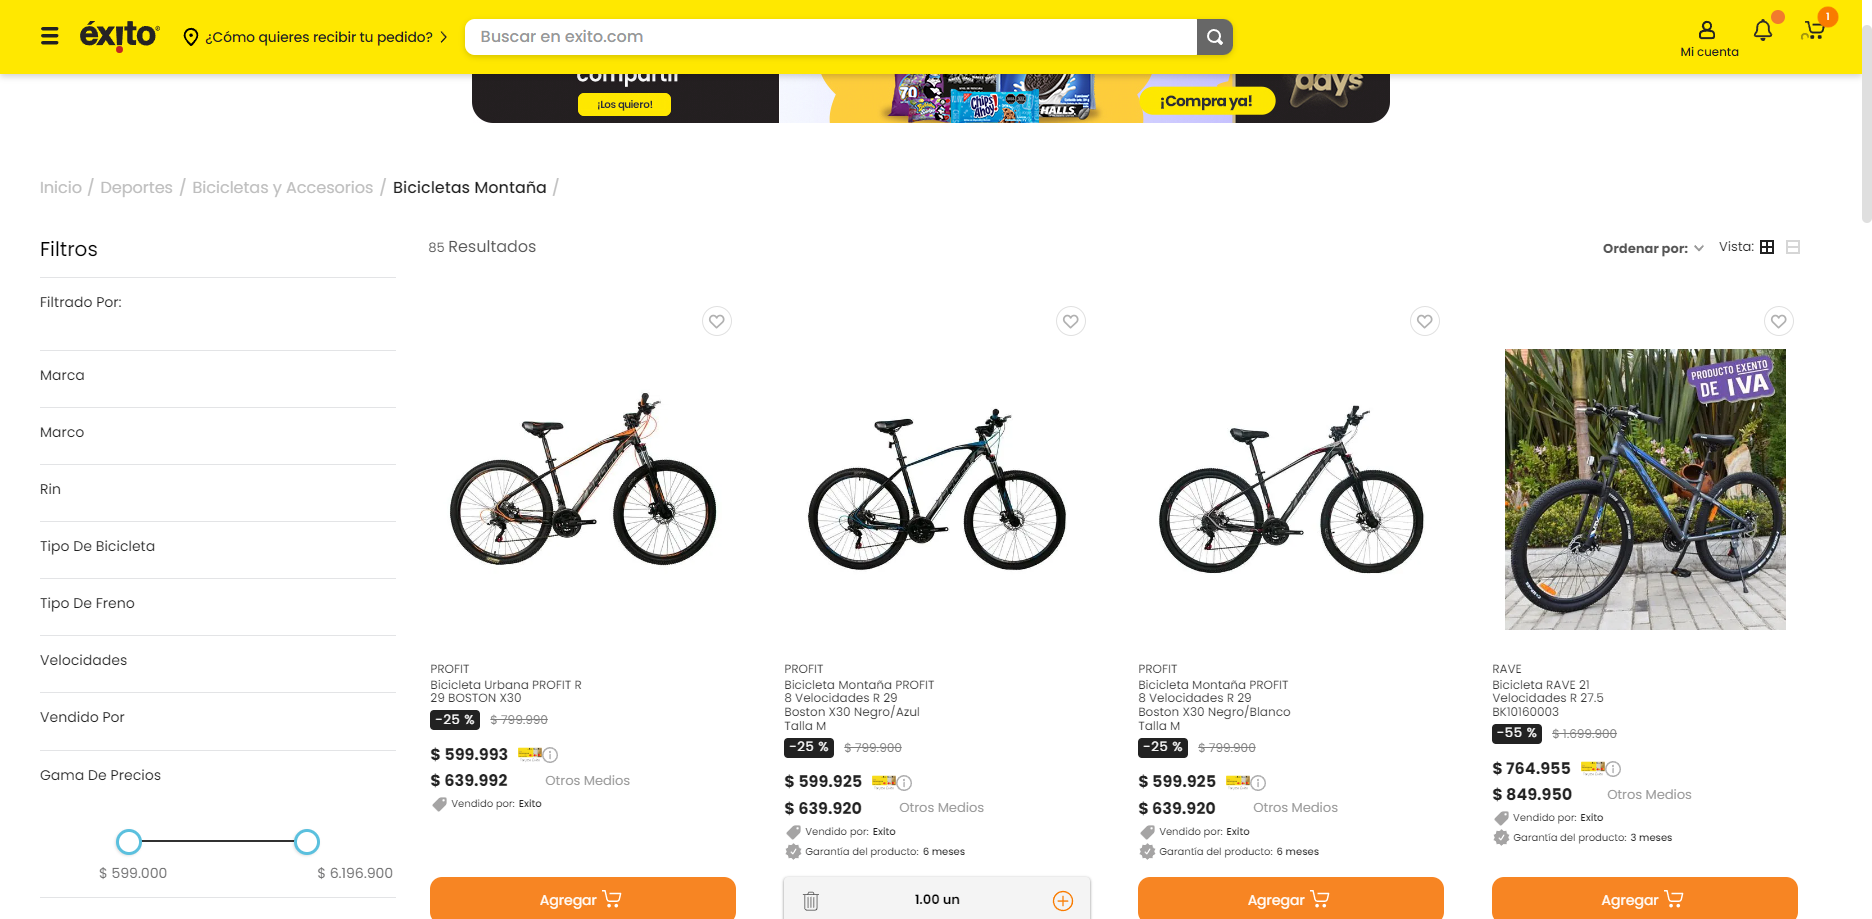 éxito
¿Cómo quieres recibir tu pedido?
Buscar en exito.com
Mi cuenta
1
compartir
¡Los quiero!
70
Chips Ahoy!
HALLS
days
¡Compra ya!
Inicio / Deportes / Bicicletas y Accesorios / Bicicletas Montaña /
Filtros
85 Resultados
Ordenar por:
Vista:
Filtrado Por:
Marca
Marco
Rin
Tipo De Bicicleta
Tipo De Freno
Velocidades
Vendido Por
Gama De Precios
$ 599.000
$ 6.196.900
PROFIT
Bicicleta Urbana PROFIT R
29 BOSTON X30
-25 % $ 799.990
$ 599.993
$ 639.992 Otros Medios
Vendido por: Exito
Agregar
PROFIT
Bicicleta Montaña PROFIT
8 Velocidades R 29
Boston X30 Negro/Azul
Talla M
-25 % $ 799.900
$ 599.925
$ 639.920 Otros Medios
Vendido por: Exito
Garantía del producto: 6 meses
1.00 un
PROFIT
Bicicleta Montaña PROFIT
8 Velocidades R 29
Boston X30 Negro/Blanco
Talla M
-25 % $ 799.900
$ 599.925
$ 639.920 Otros Medios
Vendido por: Exito
Garantía del producto: 6 meses
Agregar
PRODUCTO EXENTO
DE IVA
RAVE
Bicicleta RAVE 21
Velocidades R 27.5
BK10160003
-55 % $ 1.699.900
$ 764.955
$ 849.950 Otros Medios
Vendido por: Exito
Garantía del producto: 3 meses
Agregar